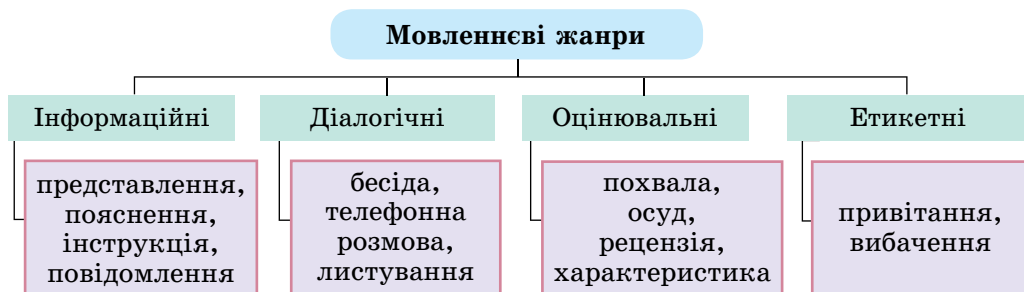 Мовленнєві жанри
Інформаційні
представлення,
пояснення,
інструкція,
повідомлення
Діалогічні
бесіда,
телефонна
розмова,
листування
Оцінювальні
похвала,
осуд,
рецензія,
характеристика
Етикетні
привітання,
вибачення